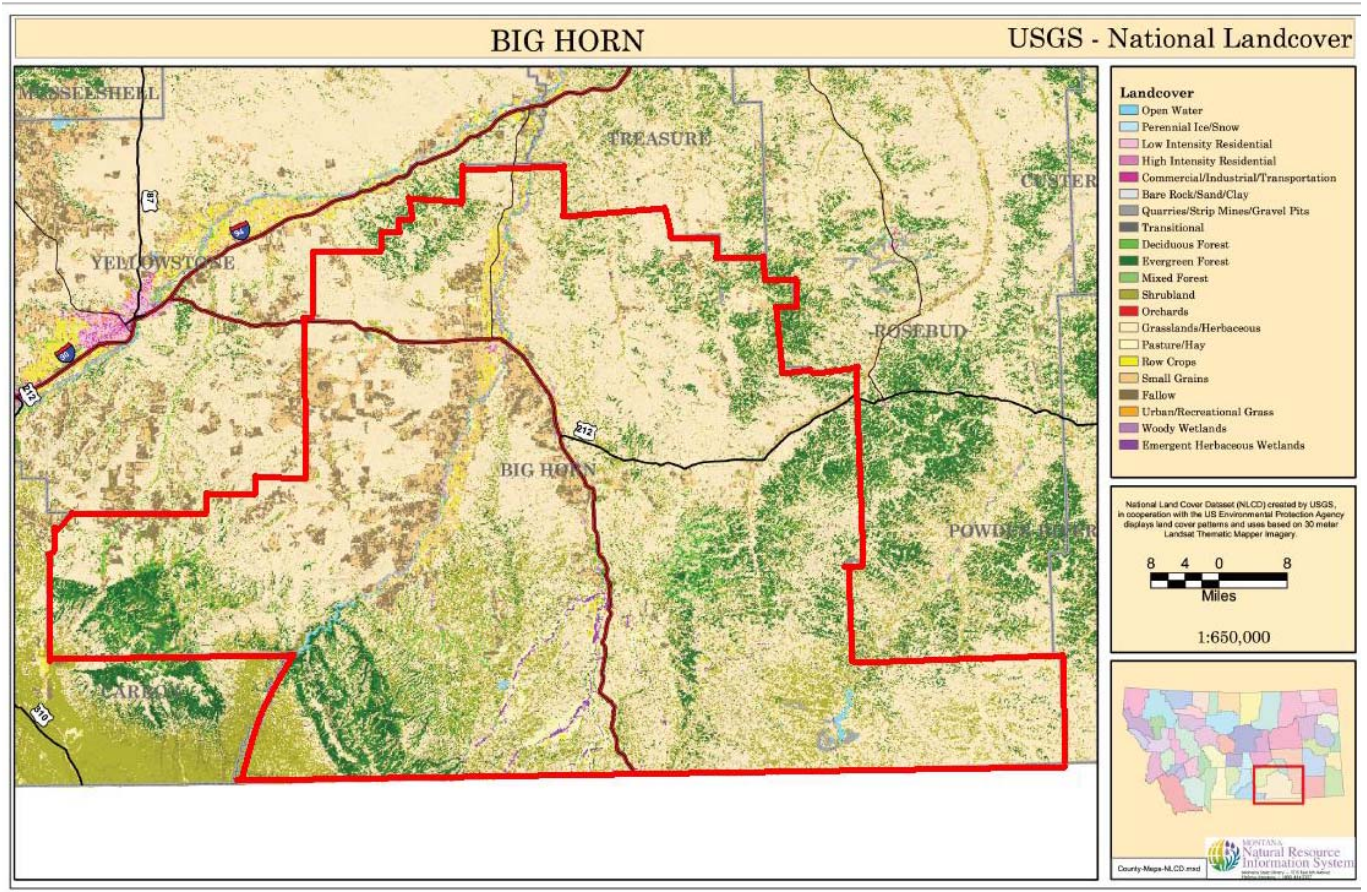 BIG HORN
USGS - National Landcover
MUSSELSHELL
TREASURE
CUSTER
87
94
YELLOWSTONE
ROSEBUD
90
212
212
BIG HORN
POWDER RIVER
CARBON
310
Landcover
Open Water
Perennial Ice/Snow
Low Intensity Residential
High Intensity Residential
Commercial/Industrial/Transportation
Bare Rock/Sand/Clay
Quarries/Strip Mines/Gravel Pits
Transitional
Deciduous Forest
Evergreen Forest
Mixed Forest
Shrubland
Orchards
Grasslands/Herbaceous
Pasture/Hay
Row Crops
Small Grains
Fallow
Urban/Recreational Grass
Woody Wetlands
Emergent Herbaceous Wetlands
National Land Cover Dataset (NLCD) created by USGS,
in cooperation with the US Environmental Protection Agency
displays land cover patterns and uses based on 30 meter
Landsat Thematic Mapper Imagery.
8 4 0 8
Miles
1:650,000
MONTANA
Natural Resource
Information System
County-Maps-NLCD.mxd